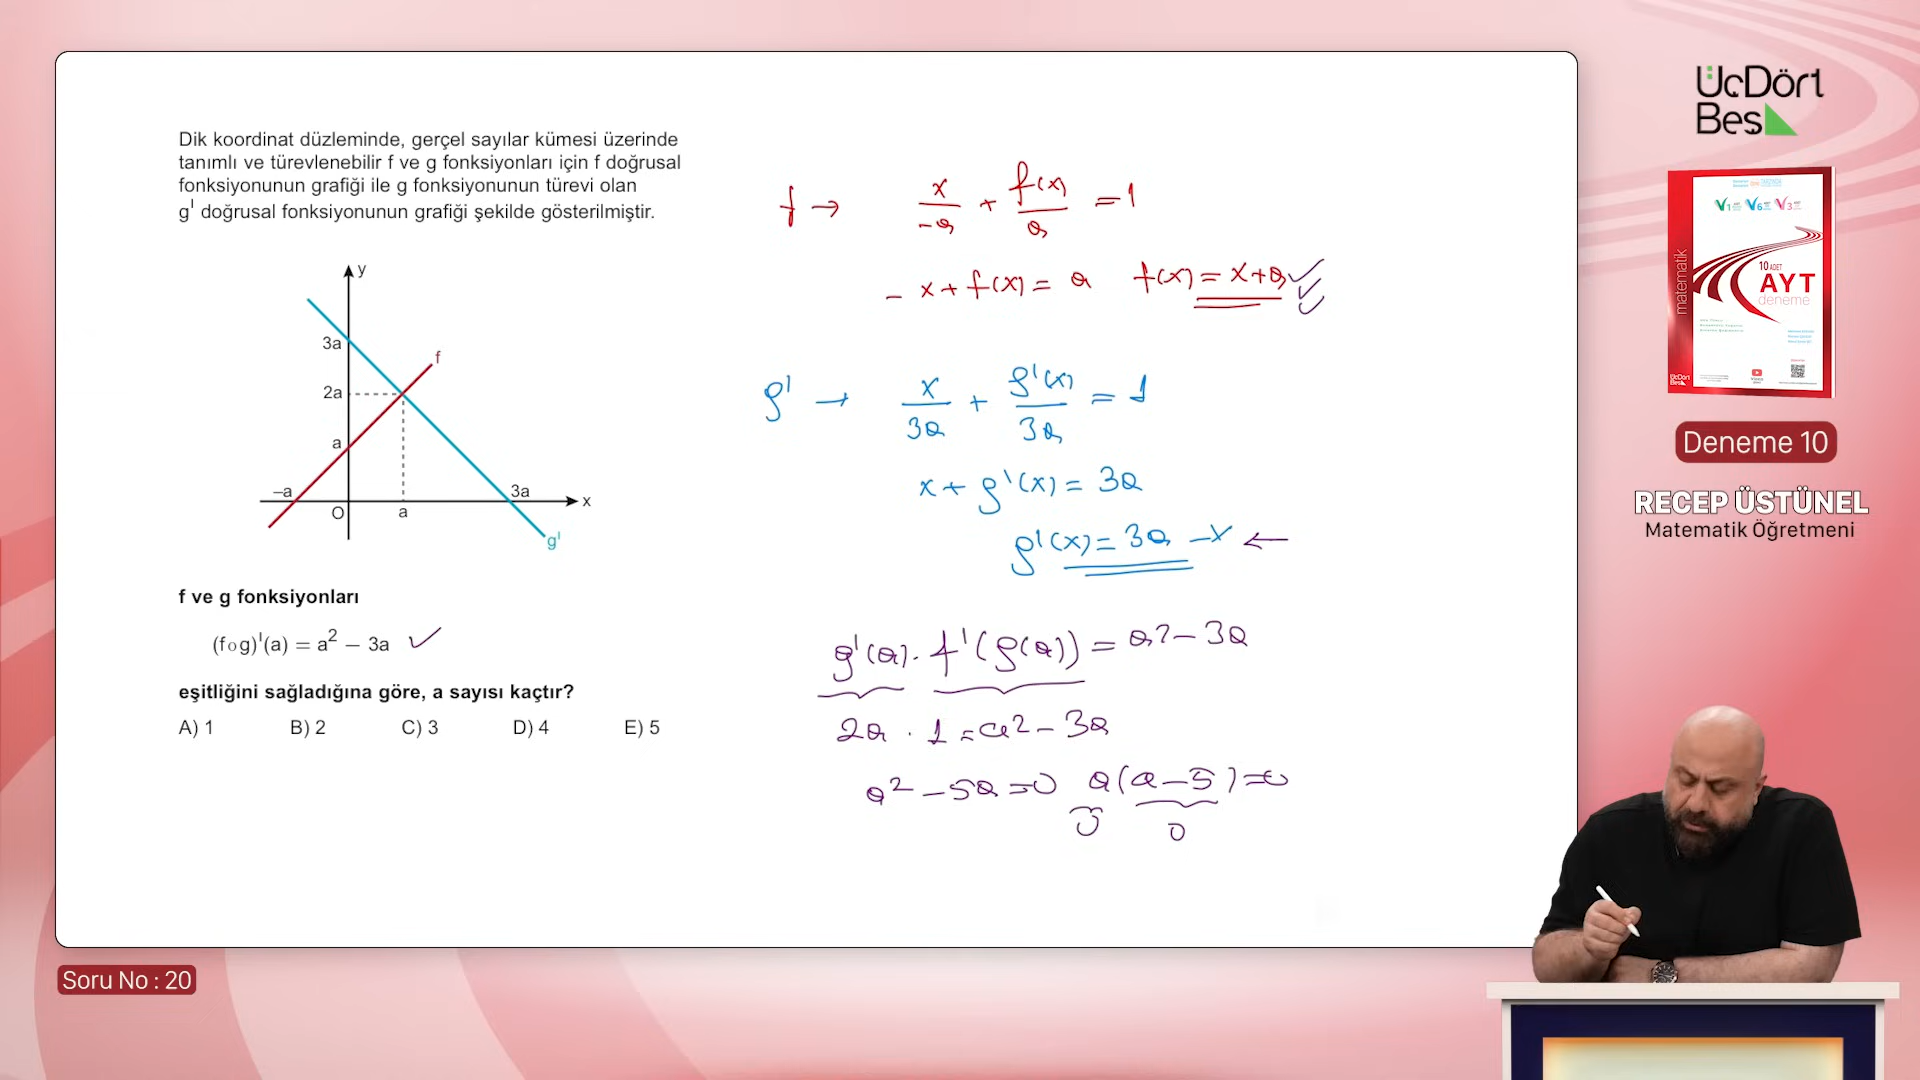 Dik koordinat düzleminde, gerçel sayılar kümesi üzerinde
tanımlı ve türevlenebilir f ve g fonksiyonları için f doğrusal
fonksiyonunun grafiği ile g fonksiyonunun türevi olan
g' doğrusal fonksiyonunun grafiği şekilde gösterilmiştir.
y
3a
f
2a
a
–a
3a
x
O
a
g'
f ve g fonksiyonları
(fog)'(a) = a² – 3a ✓
eşitliğini sağladığına göre, a sayısı kaçtır?
A) 1 B) 2 C) 3 D) 4 E) 5
f → x/-a + f(x)/a = 1
- x + f(x) = a f(x) = x+a
g' → x/3a + g'(x)/3a = 1
x + g'(x) = 3a
g'(x) = 3a - x ←
g'(a) . f'(g(a)) = a² - 3a
2a . 1 = a² - 3a
a² - 5a = 0 a(a-5) = 0
0
Soru No : 20
ÜçDört
Beş
matematik
V1 V6 V3
10 ADET
AYT
deneme
ÜçDört
Beş
Deneme 10
RECEP ÜSTÜNEL
Matematik Öğretmeni